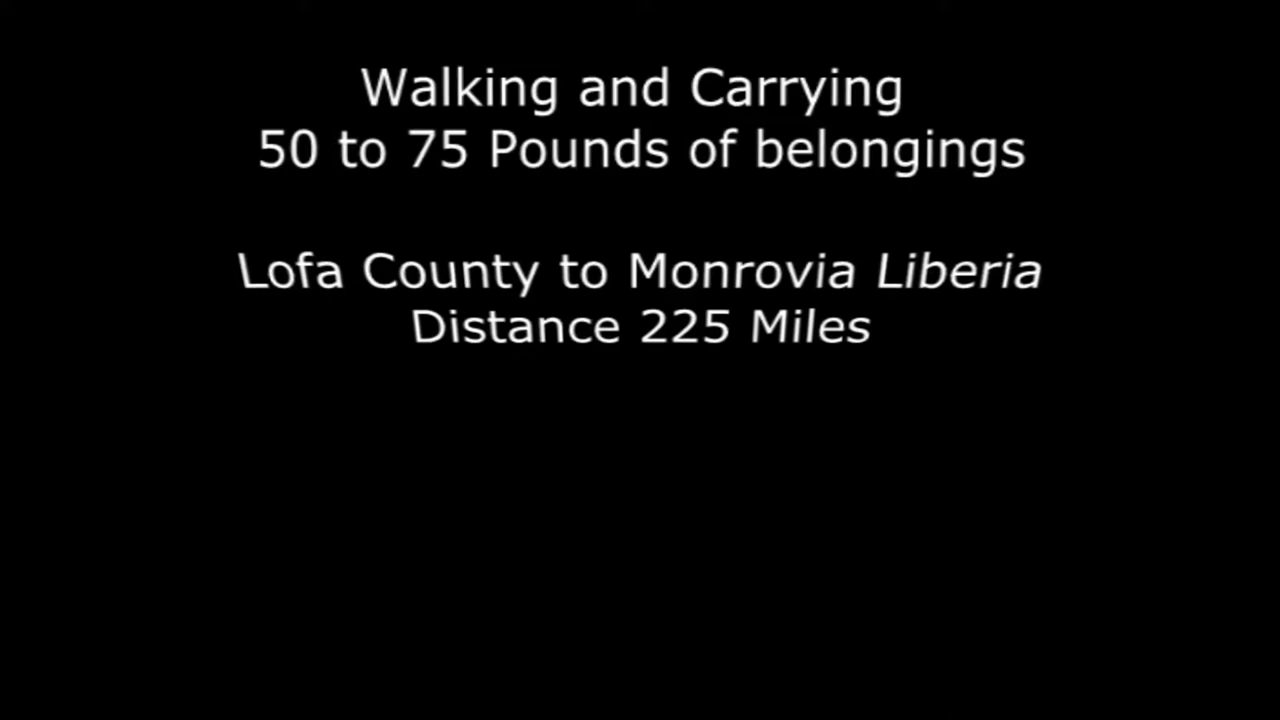 Walking and Carrying
50 to 75 Pounds of belongings
Lofa County to Monrovia Liberia
Distance 225 Miles